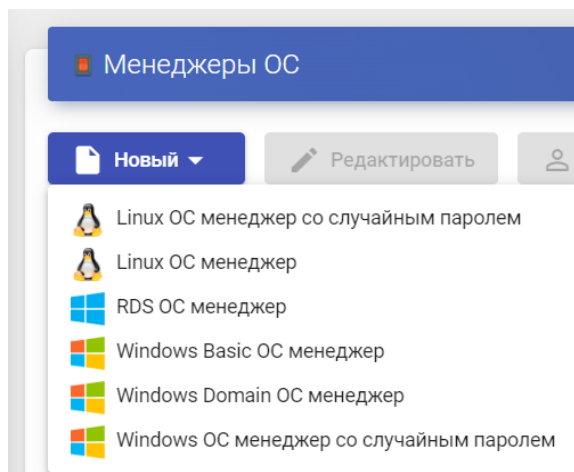 Менеджеры ОС
Новый
Редактировать
Linux ОС менеджер со случайным паролем
Linux ОС менеджер
RDS ОС менеджер
Windows Basic ОС менеджер
Windows Domain ОС менеджер
Windows ОС менеджер со случайным паролем